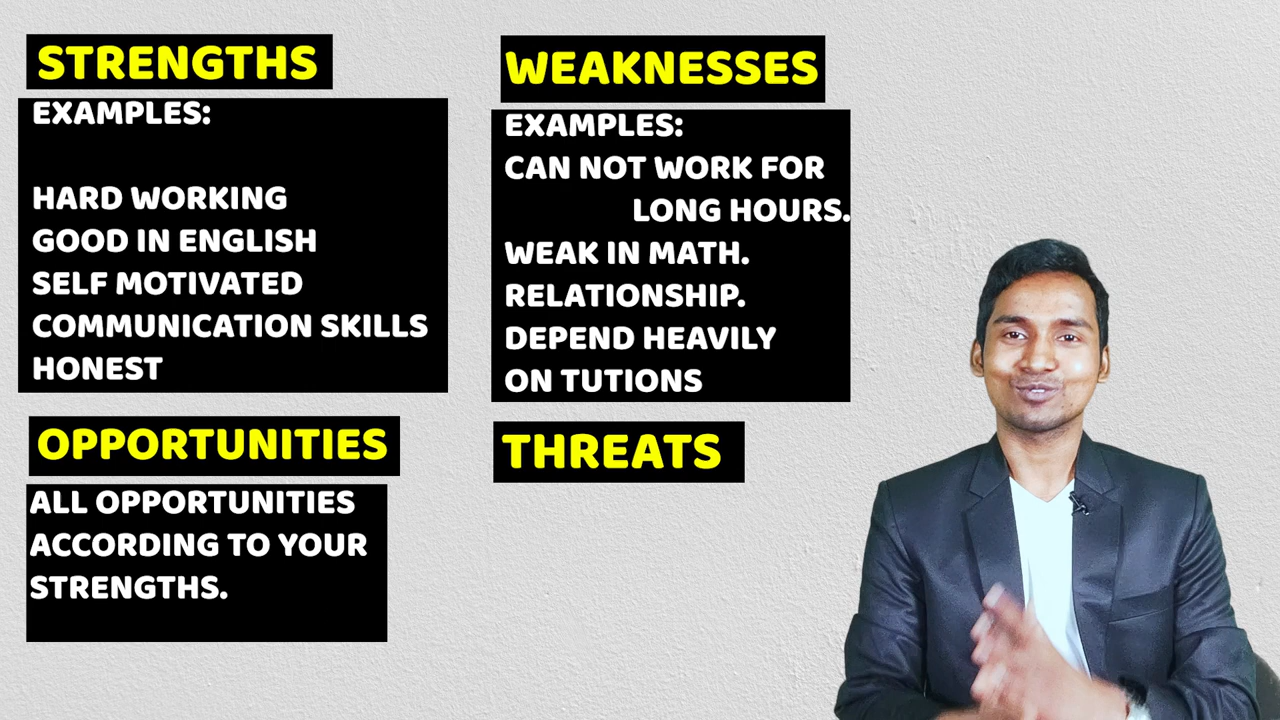 STRENGTHS
EXAMPLES:
HARD WORKING
GOOD IN ENGLISH
SELF MOTIVATED
COMMUNICATION SKILLS
HONEST
WEAKNESSES
EXAMPLES:
CAN NOT WORK FOR
LONG HOURS.
WEAK IN MATH.
RELATIONSHIP.
DEPEND HEAVILY
ON TUTIONS
OPPORTUNITIES
ALL OPPORTUNITIES
ACCORDING TO YOUR
STRENGTHS.
THREATS